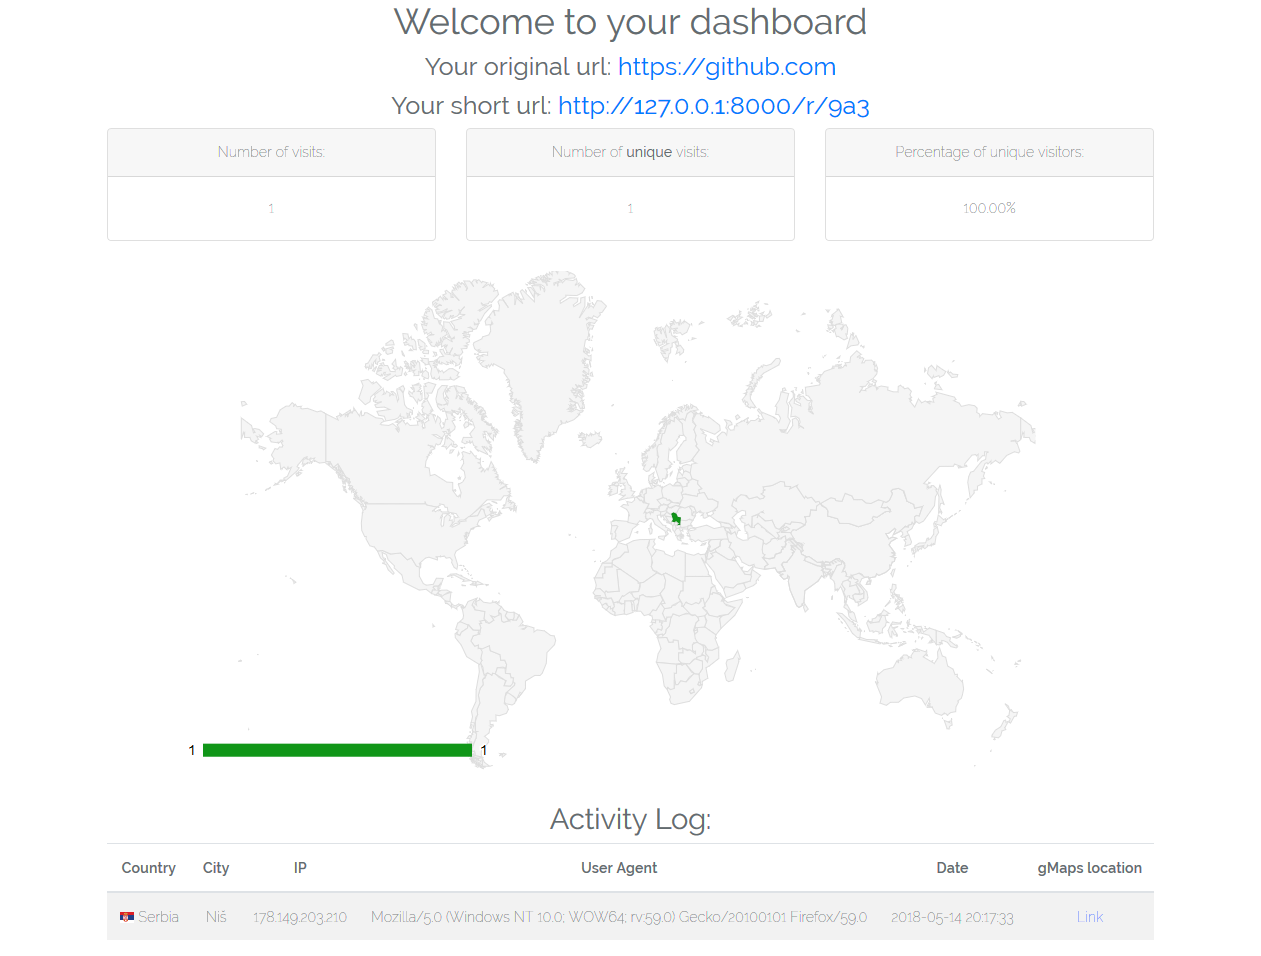 Welcome to your dashboard
Your original url: https://github.com
Your short url: http://127.0.0.1:8000/r/9a3
Number of visits: Number of unique visits: Percentage of unique visitors:
1 1 100.00%
1 1
Activity Log:
Country City IP User Agent Date gMaps location
Serbia Niš 178.149.203.210 Mozilla/5.0 (Windows NT 10.0; WOW64; rv:59.0) Gecko/20100101 Firefox/59.0 2018-05-14 20:17:33 Link